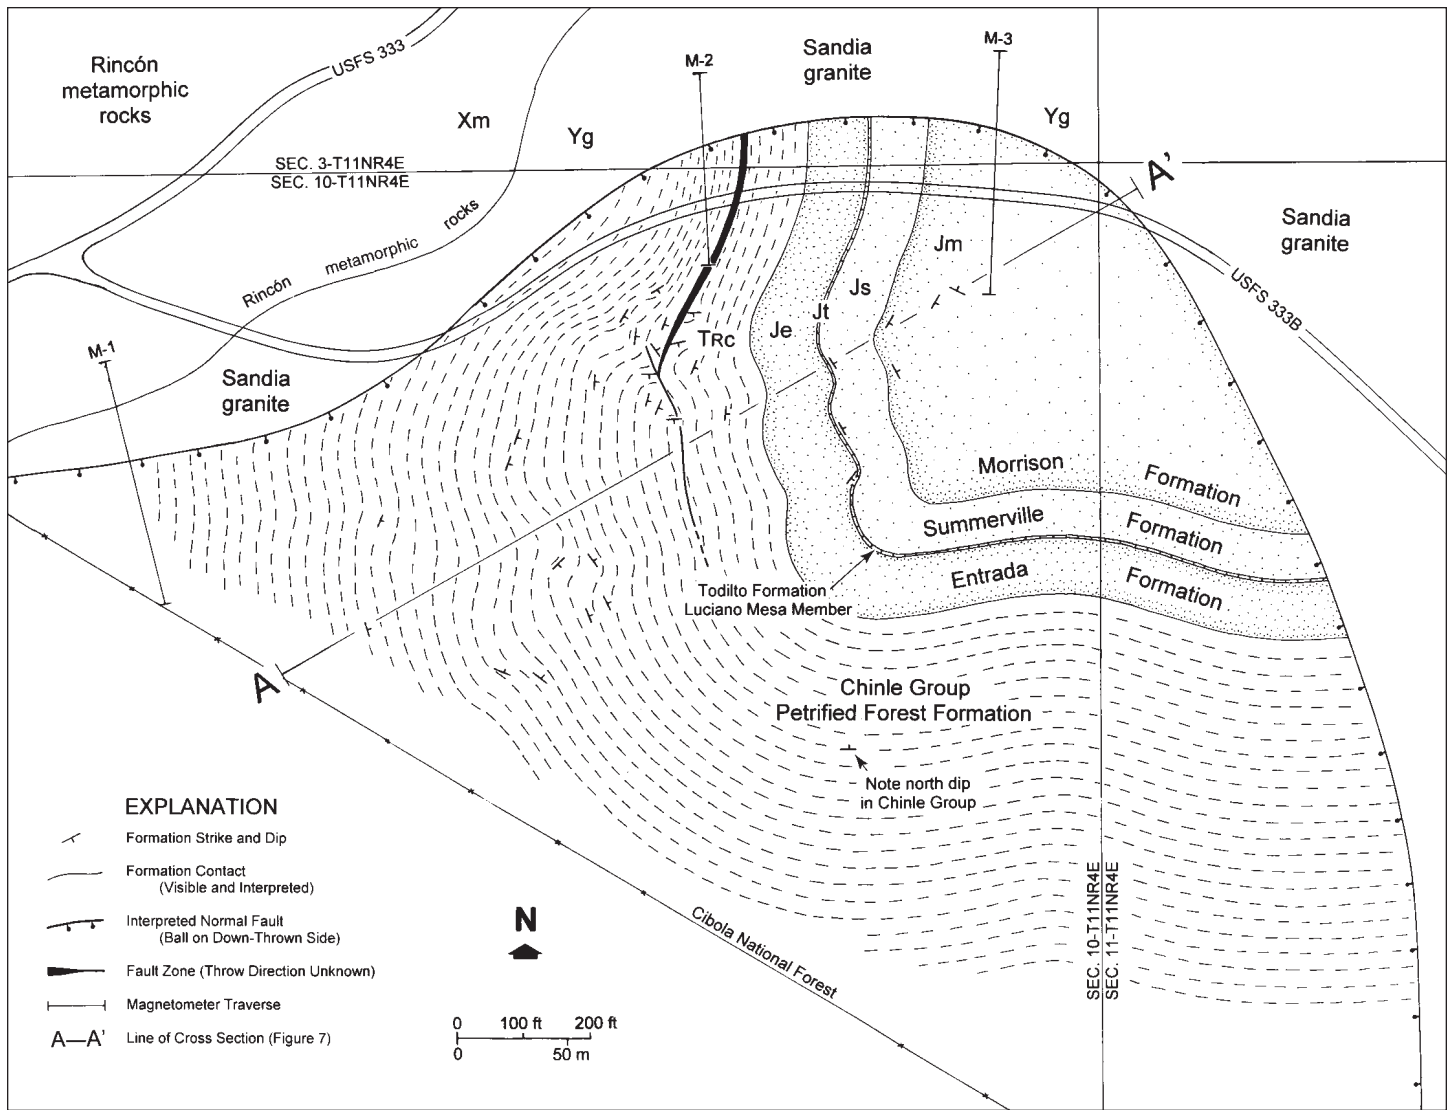 Rincón
metamorphic
rocks
USFS 333
Xm
Yg
M-2
Sandia
granite
M-3
Yg
A'
SEC. 3-T11NR4E
SEC. 10-T11NR4E
Rincón metamorphic rocks
Sandia
granite
USFS 333B
Jm
Js
Jt
Je
TRc
M-1
Sandia
granite
Morrison Formation
Summerville Formation
Entrada Formation
Todilto Formation
Luciano Mesa Member
A
Chinle Group
Petrified Forest Formation
Note north dip
in Chinle Group
EXPLANATION
Formation Strike and Dip
Formation Contact
(Visible and Interpreted)
Interpreted Normal Fault
(Ball on Down-Thrown Side)
Fault Zone (Throw Direction Unknown)
Magnetometer Traverse
A—A' Line of Cross Section (Figure 7)
N
0 100 ft 200 ft
0 50 m
Cibola National Forest
SEC. 10-T11NR4E
SEC. 11-T11NR4E